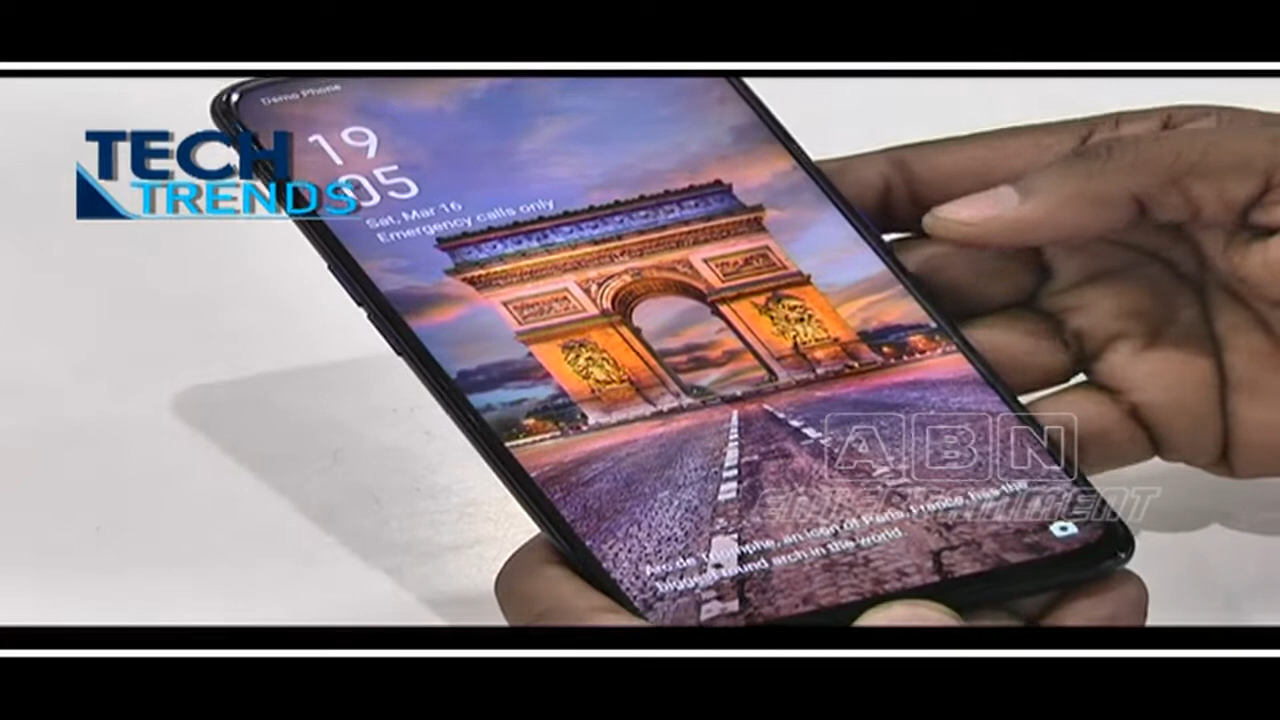 Demo Phone
19
05
Sat, Mar 16
Emergency calls only
TECH
TRENDS
ABN
ENTERTAINMENT
Arc de Triomphe, an icon of Paris, France, has the
biggest round arch in the world.